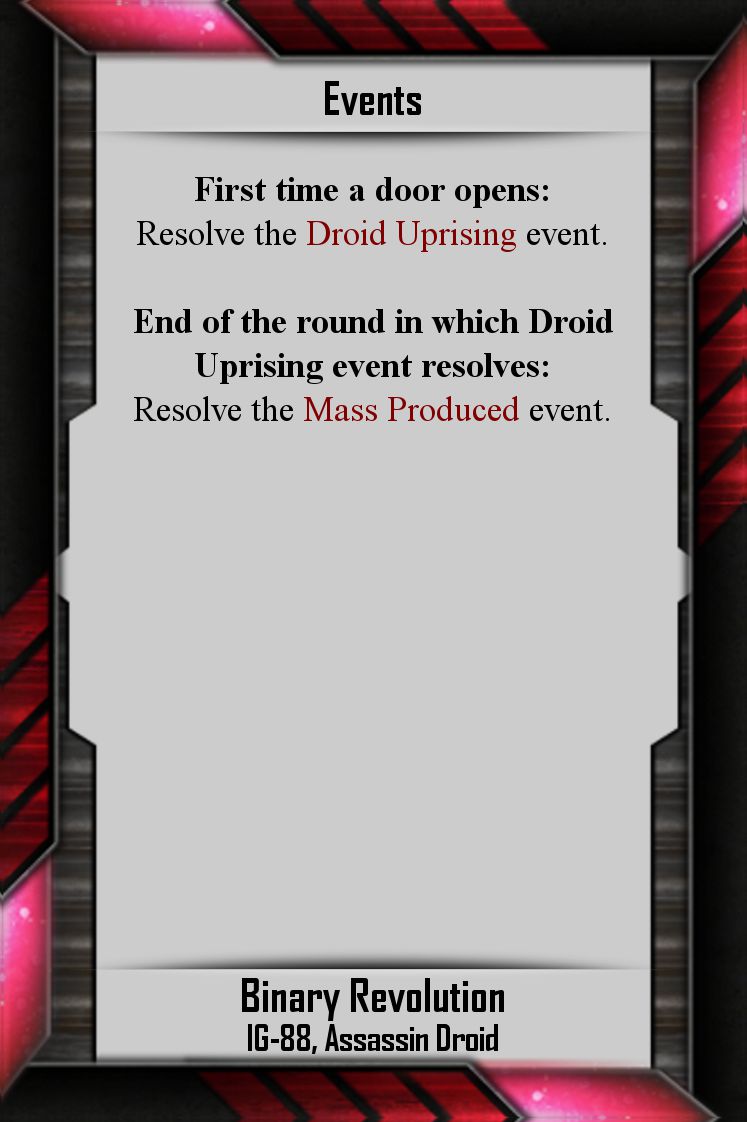 Events
First time a door opens:
Resolve the Droid Uprising event.
End of the round in which Droid
Uprising event resolves:
Resolve the Mass Produced event.
Binary Revolution
IG-88, Assassin Droid